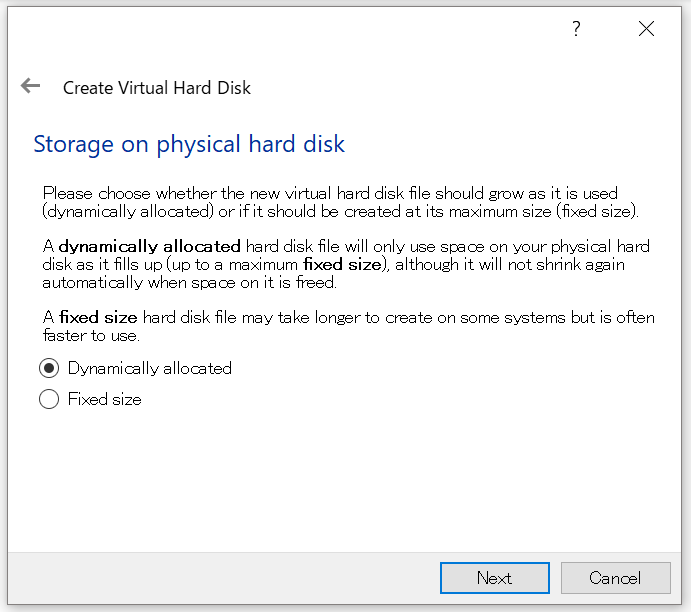 ?
Create Virtual Hard Disk
Storage on physical hard disk
Please choose whether the new virtual hard disk file should grow as it is used
(dynamically allocated) or if it should be created at its maximum size (fixed size).
A dynamically allocated hard disk file will only use space on your physical hard
disk as it fills up (up to a maximum fixed size), although it will not shrink again
automatically when space on it is freed.
A fixed size hard disk file may take longer to create on some systems but is often
faster to use.
Dynamically allocated
Fixed size
Next Cancel